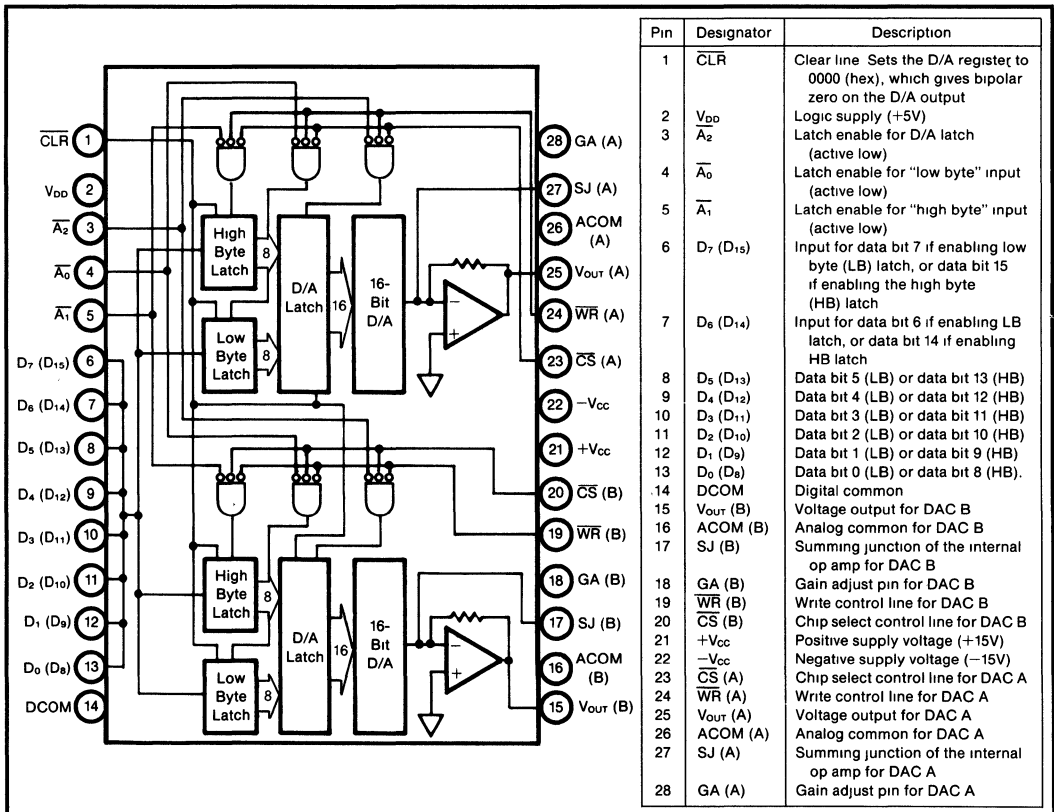 CLR 1
VDD 2
A2 3
A0 4
A1 5
D7 (D15) 6
D6 (D14) 7
D5 (D13) 8
D4 (D12) 9
D3 (D11) 10
D2 (D10) 11
D1 (D9) 12
D0 (D8) 13
DCOM 14
High
Byte
Latch
8
Low
Byte
Latch
8
D/A
Latch
16
16-
Bit
D/A
−
+
High
Byte
Latch
8
Low
Byte
Latch
8
D/A
Latch
16
16-
Bit
D/A
−
+
28 GA (A)
27 SJ (A)
26 ACOM
(A)
25 VOUT (A)
24 WR (A)
23 CS (A)
22 −VCC
21 +VCC
20 CS (B)
19 WR (B)
18 GA (B)
17 SJ (B)
16 ACOM
(B)
15 VOUT (B)
Pin Designator Description
1 CLR Clear line Sets the D/A register to
0000 (hex), which gives bipolar
zero on the D/A output
2 VDD Logic supply (+5V)
3 A2 Latch enable for D/A latch
(active low)
4 A0 Latch enable for "low byte" input
(active low)
5 A1 Latch enable for "high byte" input
(active low)
6 D7 (D15) Input for data bit 7 if enabling low
byte (LB) latch, or data bit 15
if enabling the high byte
(HB) latch
7 D6 (D14) Input for data bit 6 if enabling LB
latch, or data bit 14 if enabling
HB latch
8 D5 (D13) Data bit 5 (LB) or data bit 13 (HB)
9 D4 (D12) Data bit 4 (LB) or data bit 12 (HB)
10 D3 (D11) Data bit 3 (LB) or data bit 11 (HB)
11 D2 (D10) Data bit 2 (LB) or data bit 10 (HB)
12 D1 (D9) Data bit 1 (LB) or data bit 9 (HB)
13 D0 (D8) Data bit 0 (LB) or data bit 8 (HB).
14 DCOM Digital common
15 VOUT (B) Voltage output for DAC B
16 ACOM (B) Analog common for DAC B
17 SJ (B) Summing junction of the internal
op amp for DAC B
18 GA (B) Gain adjust pin for DAC B
19 WR (B) Write control line for DAC B
20 CS (B) Chip select control line for DAC B
21 +VCC Positive supply voltage (+15V)
22 −VCC Negative supply voltage (−15V)
23 CS (A) Chip select control line for DAC A
24 WR (A) Write control line for DAC A
25 VOUT (A) Voltage output for DAC A
26 ACOM (A) Analog common for DAC A
27 SJ (A) Summing junction of the internal
op amp for DAC A
28 GA (A) Gain adjust pin for DAC A